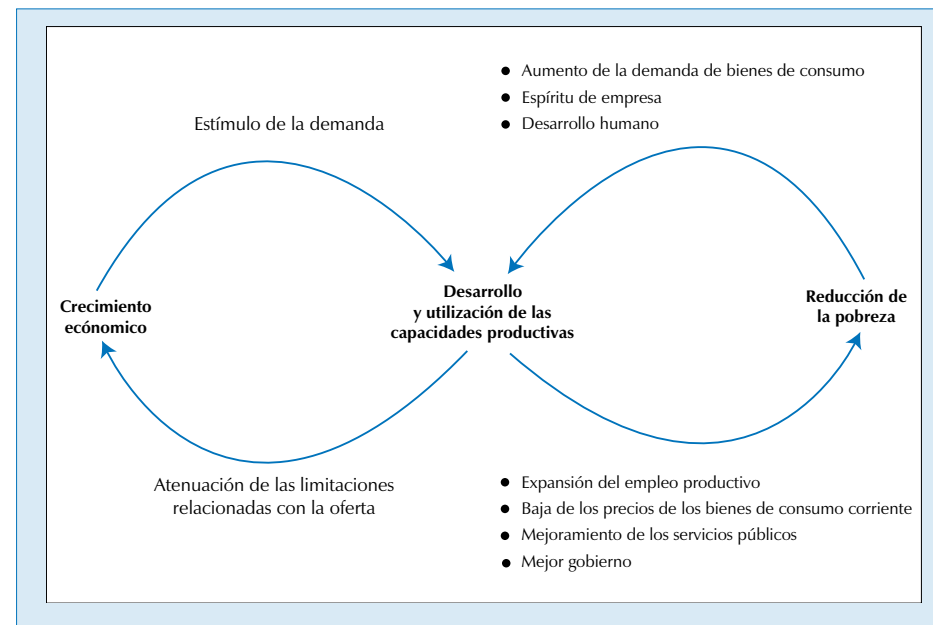 ● Aumento de la demanda de bienes de consumo
● Espíritu de empresa
● Desarrollo humano
Estímulo de la demanda
Crecimiento
ecónomico
Desarrollo
y utilización de las
capacidades productivas
Reducción de
la pobreza
Atenuación de las limitaciones
relacionadas con la oferta
● Expansión del empleo productivo
● Baja de los precios de los bienes de consumo corriente
● Mejoramiento de los servicios públicos
● Mejor gobierno